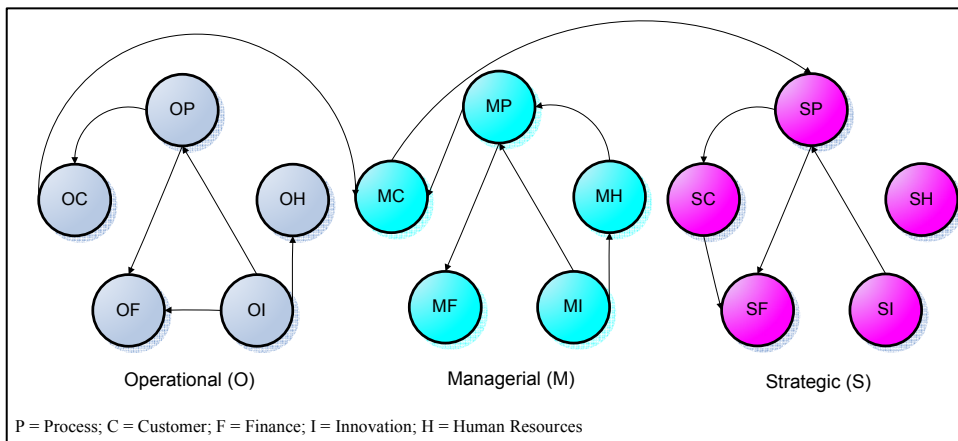 OP
MP
SP
OC
OH
MC
MH
SC
SH
OF
OI
MF
MI
SF
SI
Operational (O)
Managerial (M)
Strategic (S)
P = Process; C = Customer; F = Finance; I = Innovation; H = Human Resources